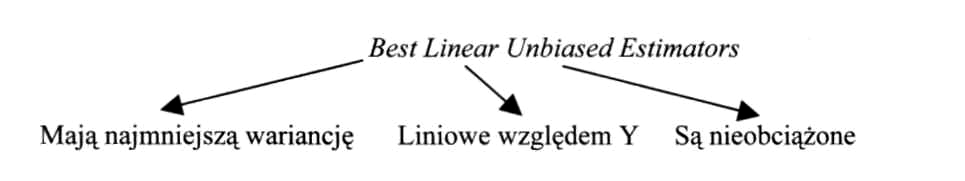 Best Linear Unbiased Estimators
Mają najmniejszą wariancję Liniowe względem Y Są nieobciążone